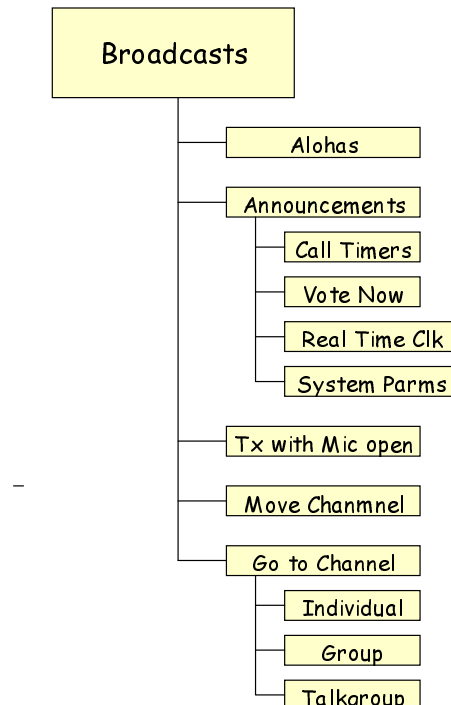 Broadcasts
Alohas
Announcements
Call Timers
Vote Now
Real Time Clk
System Parms
Tx with Mic open
Move Chanmnel
Go to Channel
Individual
Group
Talkgroup